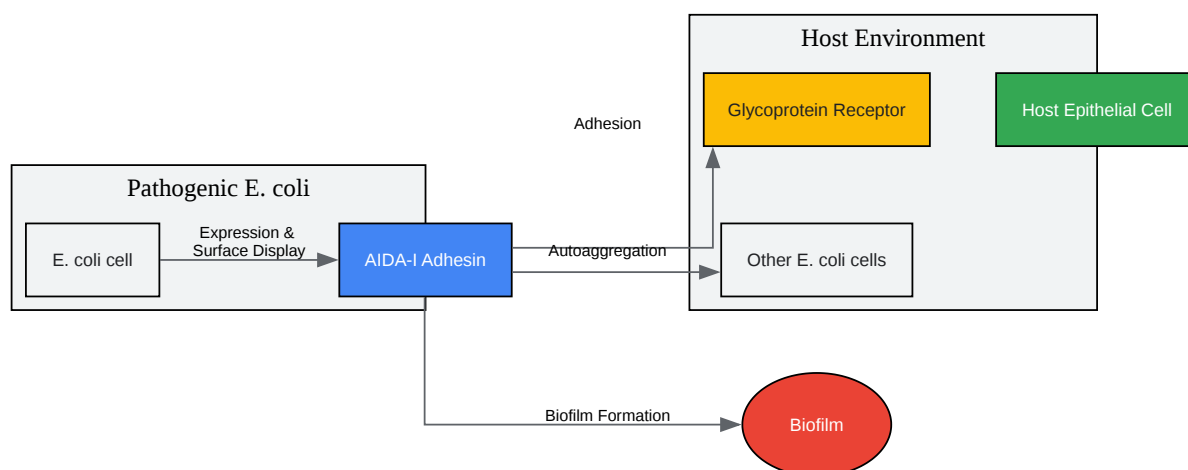 Host Environment
Glycoprotein Receptor
Host Epithelial Cell
Adhesion
Pathogenic E. coli
E. coli cell
Expression &
Surface Display
AIDA-I Adhesin
Autoaggregation
Other E. coli cells
Biofilm Formation
Biofilm